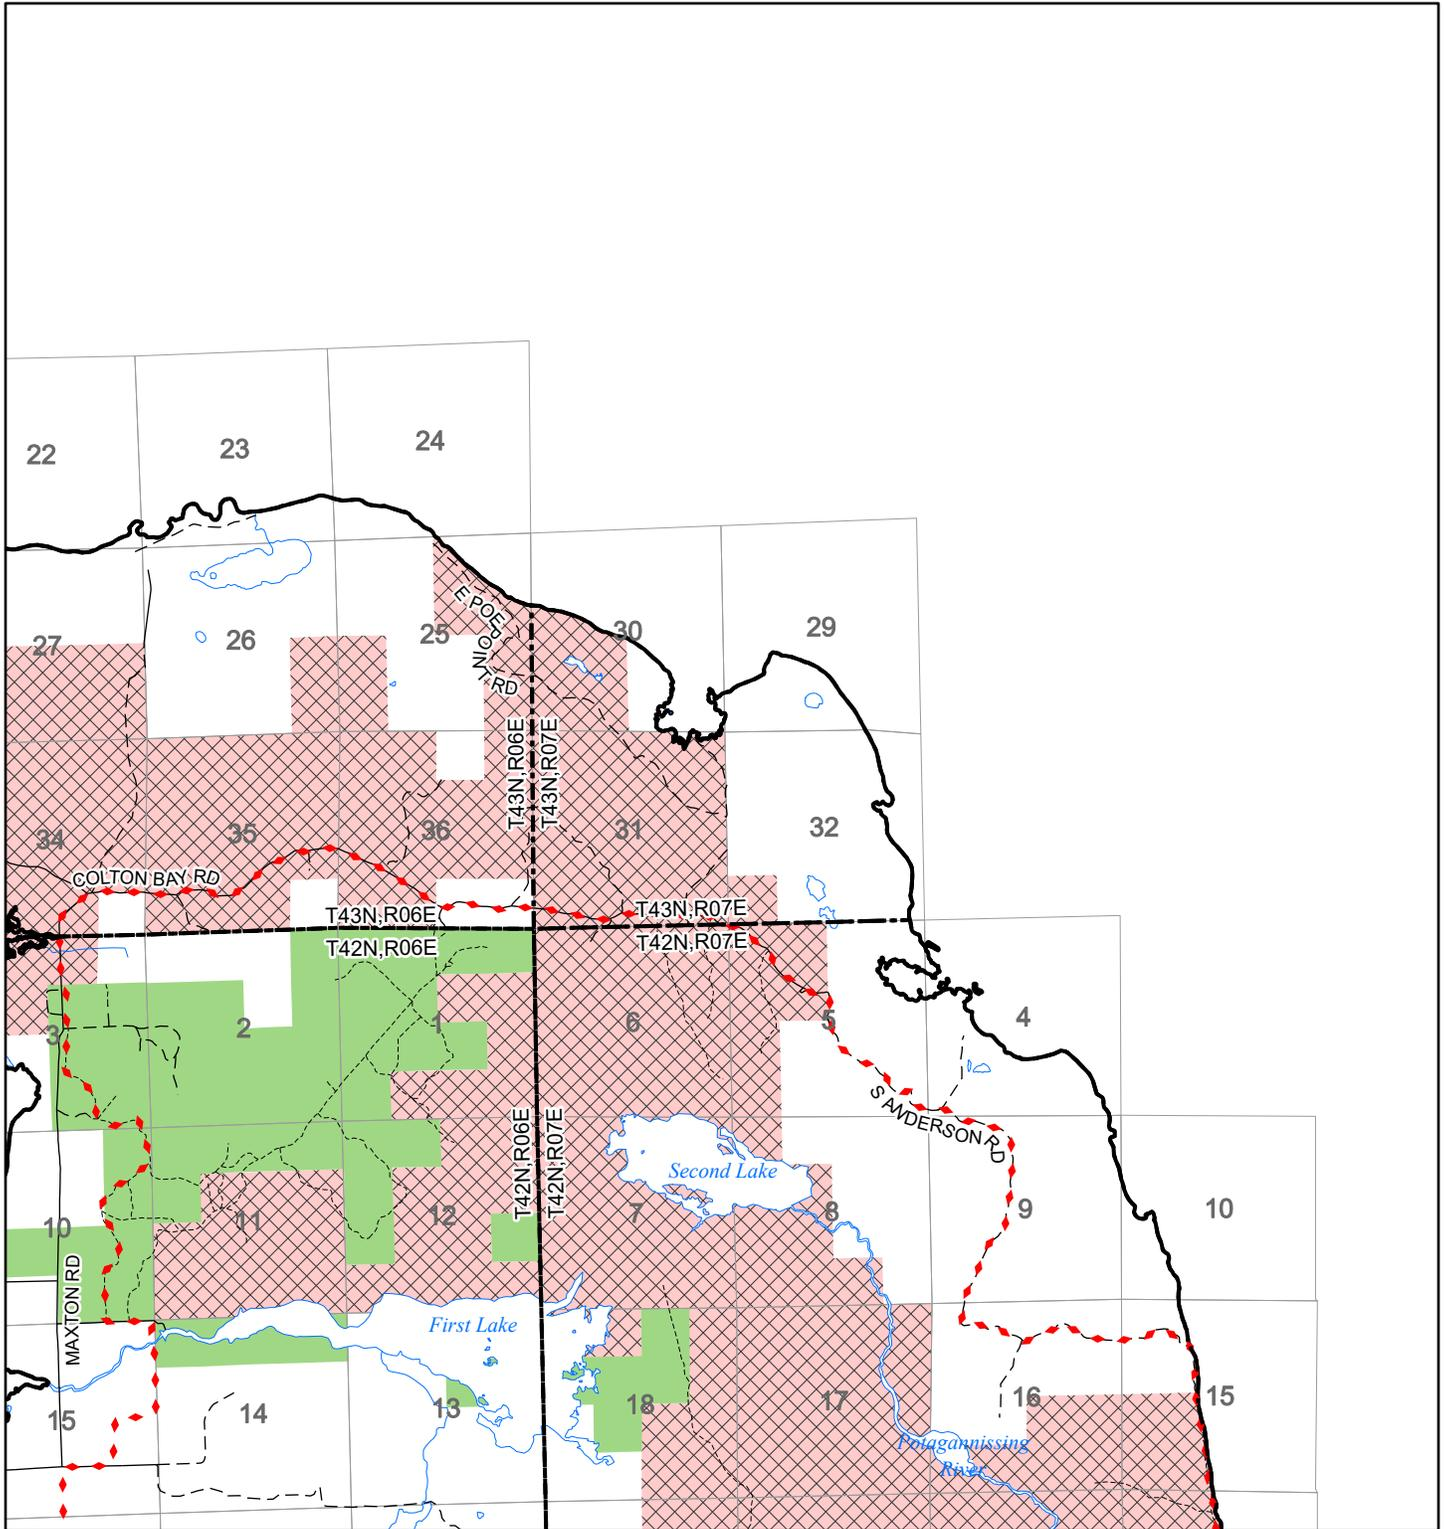 22
23
24
27
26
25
E POE POINT RD
30
29
T43N,R06E
T43N,R07E
34
35
36
31
32
COLTON BAY RD
T43N,R06E
T43N,R07E
T42N,R06E
T42N,R07E
3
2
1
6
5
4
S ANDERSON RD
T42N,R06E
T42N,R07E
Second Lake
10
11
12
7
8
9
10
MAXTON RD
First Lake
15
14
13
18
17
16
15
Potagannissing
River